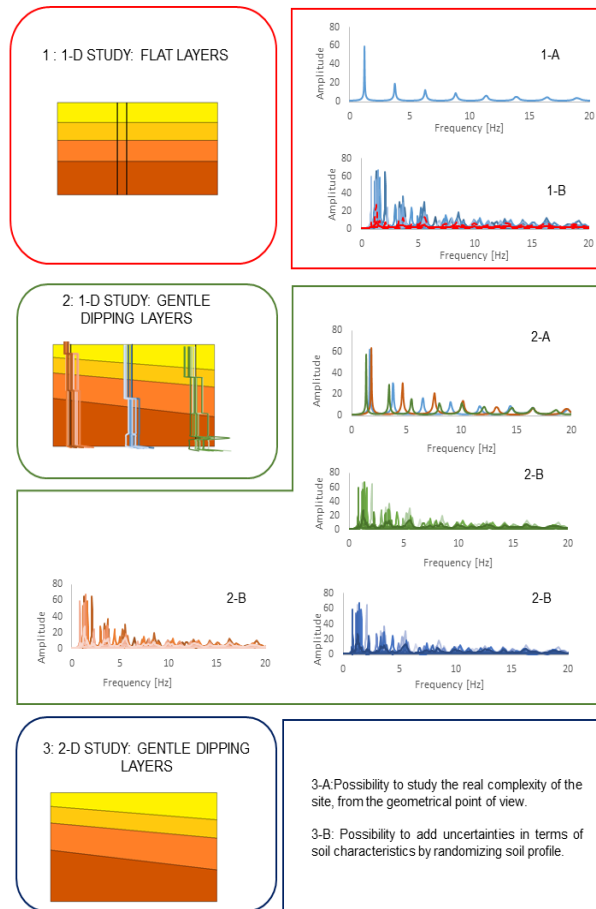 1 : 1-D STUDY: FLAT LAYERS
1-A
Amplitude
80
60
40
20
0
0 5 10 15 20
Frequency [Hz]
1-B
Amplitude
80
60
40
20
0
0 5 10 15 20
Frequency [Hz]
2: 1-D STUDY: GENTLE
DIPPING LAYERS
2-A
Amplitude
80
60
40
20
0
0 5 10 15 20
Frequency [Hz]
2-B
Amplitude
80
60
40
20
0
0 5 10 15 20
Frequency [Hz]
2-B
Amplitude
80
60
40
20
0
0 5 10 15 20
Frequency [Hz]
2-B
Amplitude
80
60
40
20
0
0 5 10 15 20
Frequency [Hz]
3: 2-D STUDY: GENTLE DIPPING
LAYERS
3-A:Possibility to study the real complexity of the
site, from the geometrical point of view.
3-B: Possibility to add uncertainties in terms of
soil characteristics by randomizing soil profile.